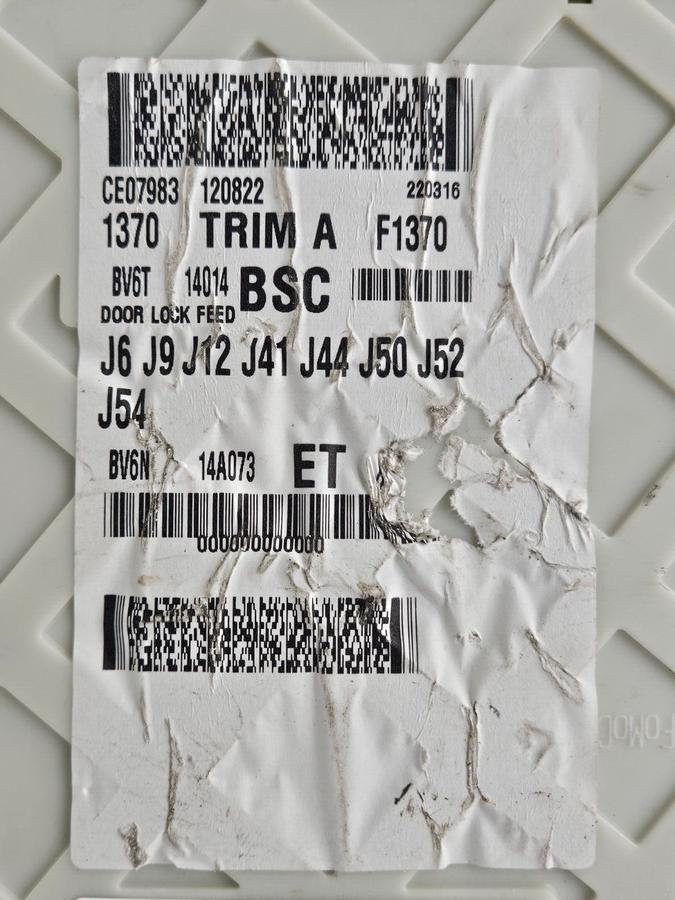 CE07983 120822 220316
1370 TRIM A F1370
BV6T 14014 BSC
DOOR LOCK FEED
J6 J9 J12 J41 J44 J50 J52
J54
BV6N 14A073 ET
000000000000
FoMoC